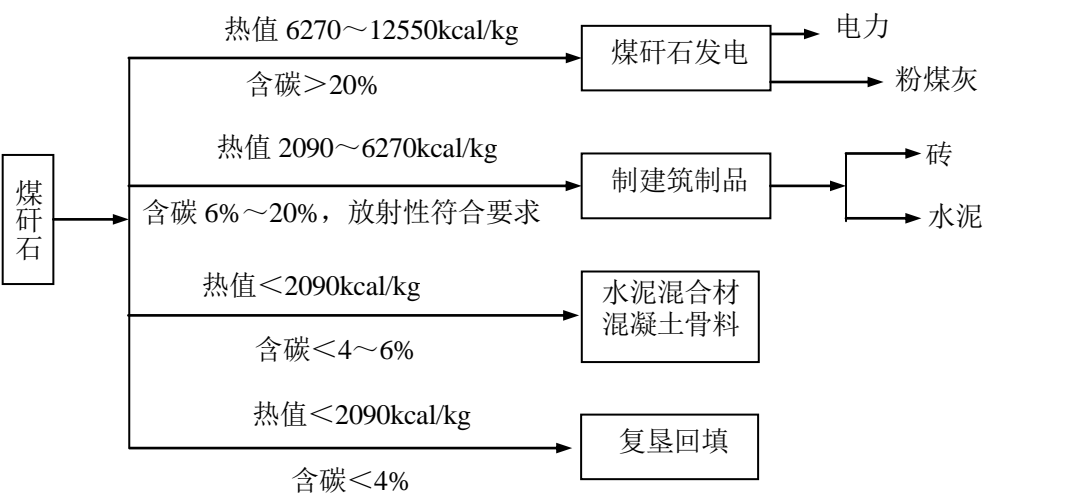 热值 6270～12550kcal/kg
含碳＞20%
煤矸石发电
电力
粉煤灰
煤矸石
热值 2090～6270kcal/kg
含碳 6%～20%，放射性符合要求
制建筑制品
砖
水泥
热值＜2090kcal/kg
含碳＜4～6%
水泥混合材
混凝土骨料
热值＜2090kcal/kg
含碳＜4%
复垦回填